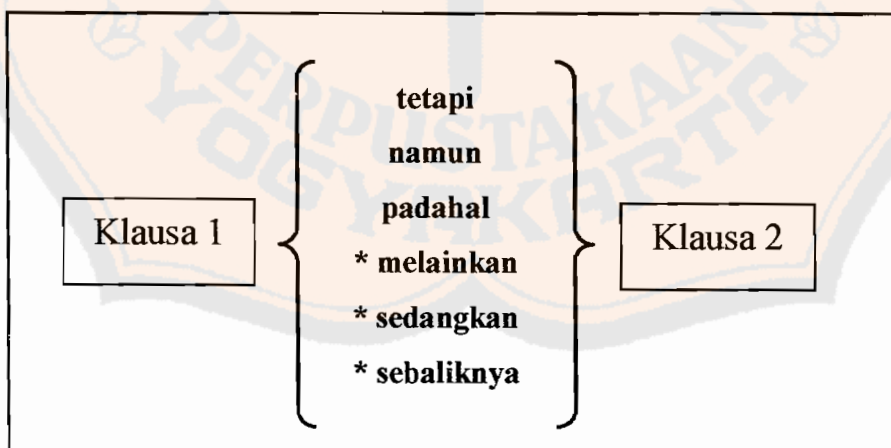 PERPUSTAKAAN
YOGYAKARTA
tetapi
namun
padahal
* melainkan
* sedangkan
* sebaliknya
Klausa 1
Klausa 2